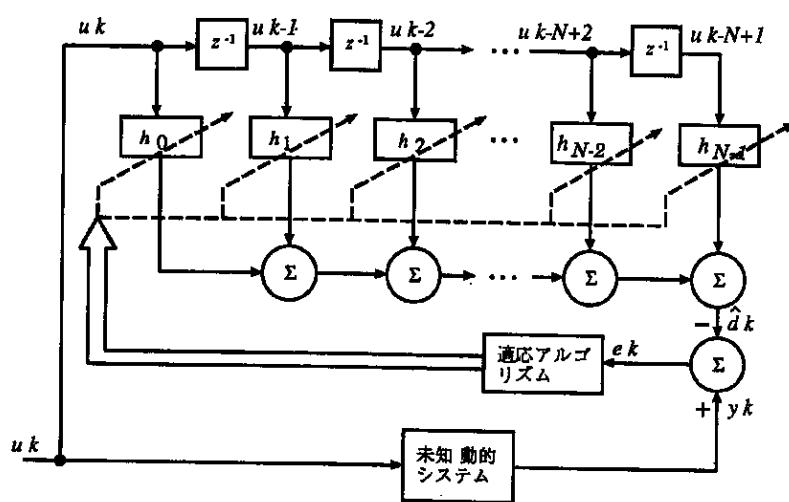 u k
z -1
u k-1
z -1
u k-2
...
u k-N+2
z -1
u k-N+1
h 0
h 1
h 2
...
h N-2
h N-1
Σ
Σ
...
Σ
Σ
− d̂ k
適応アルゴ
リズム
e k
Σ
+ y k
u k
未知 動的
システム